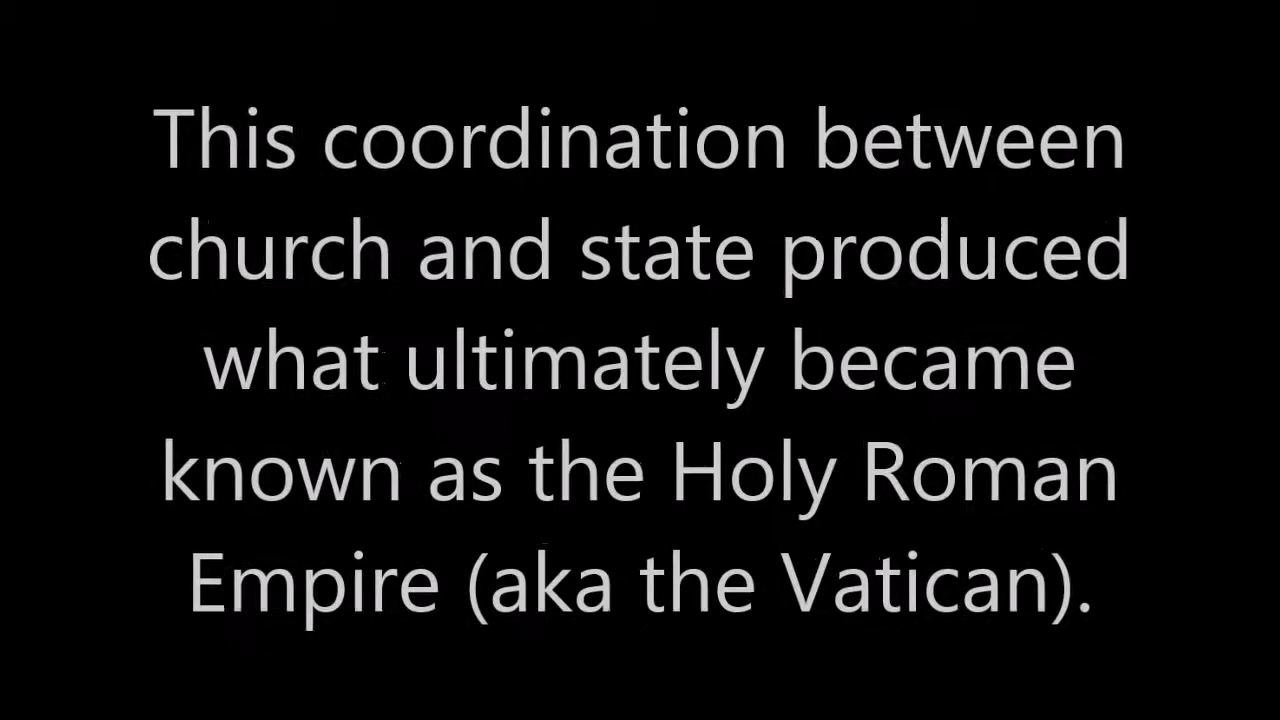 This coordination between
church and state produced
what ultimately became
known as the Holy Roman
Empire (aka the Vatican).